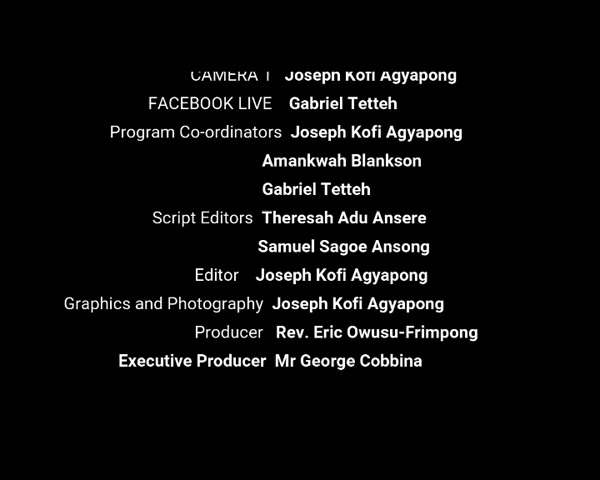 CAMERA 1 Joseph Kofi Agyapong
FACEBOOK LIVE Gabriel Tetteh
Program Co-ordinators Joseph Kofi Agyapong
Amankwah Blankson
Gabriel Tetteh
Script Editors Theresah Adu Ansere
Samuel Sagoe Ansong
Editor Joseph Kofi Agyapong
Graphics and Photography Joseph Kofi Agyapong
Producer Rev. Eric Owusu-Frimpong
Executive Producer Mr George Cobbina